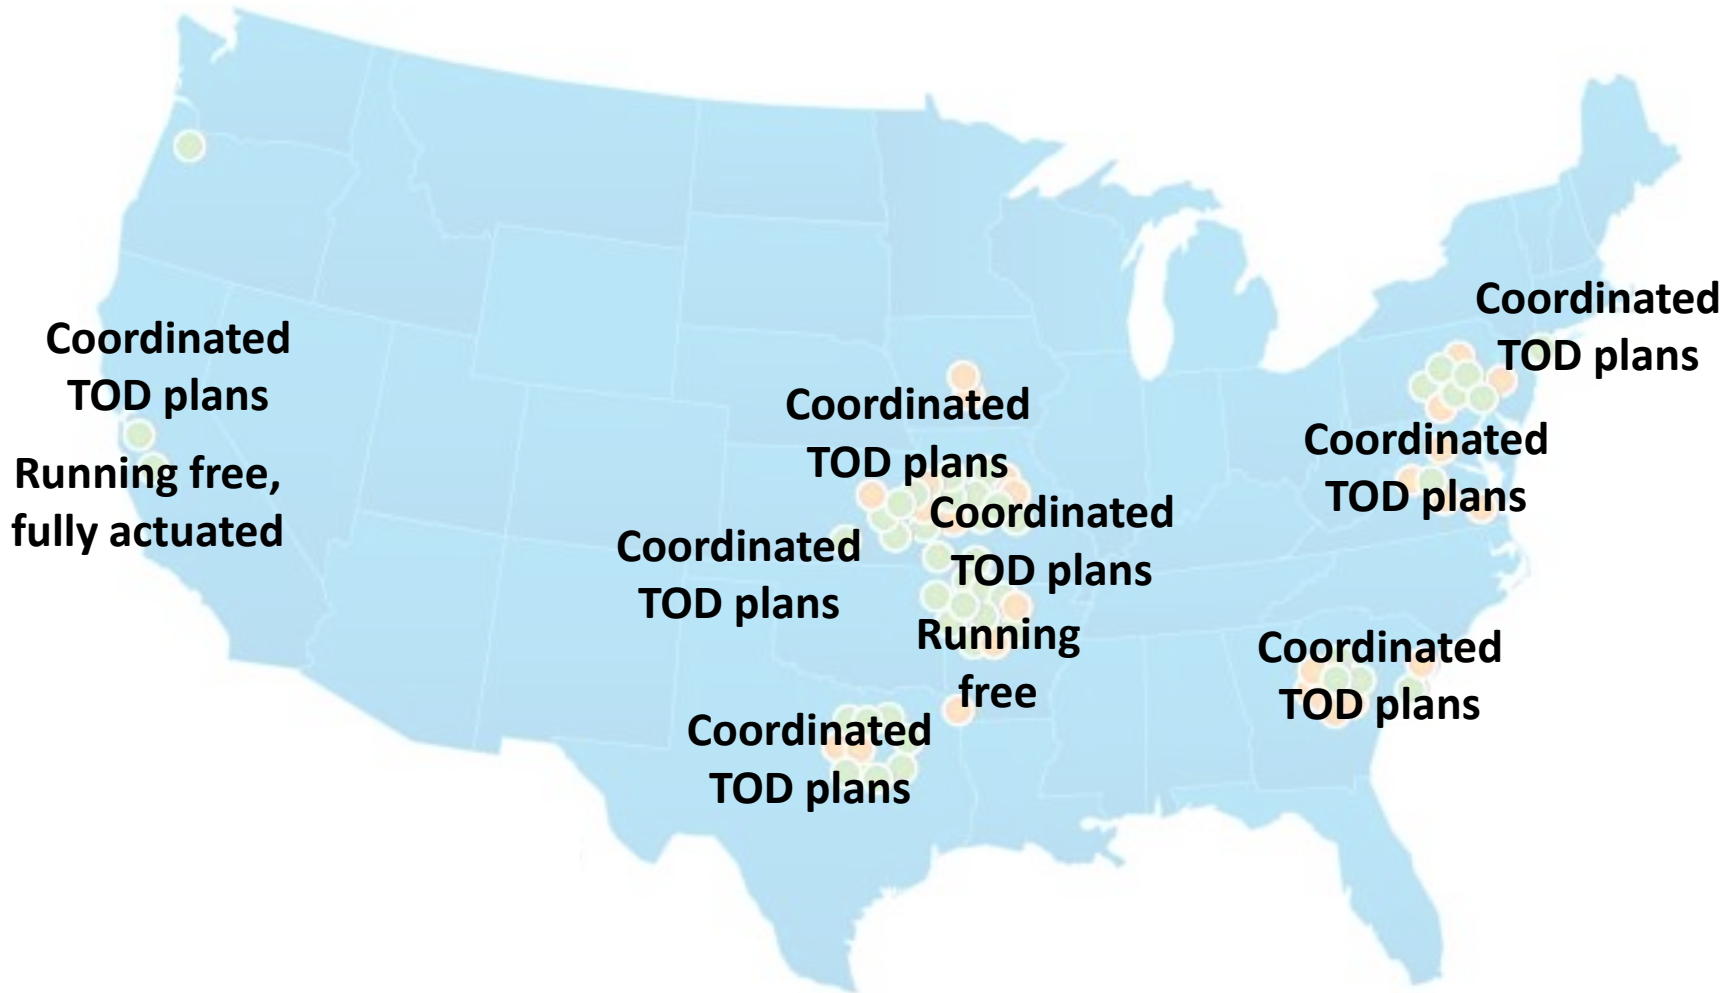 Coordinated
TOD plans
Coordinated
TOD plans
Running free,
fully actuated
Coordinated
TOD plans
Coordinated
TOD plans
Coordinated
TOD plans
Coordinated
TOD plans
Running
free
Coordinated
TOD plans
Coordinated
TOD plans